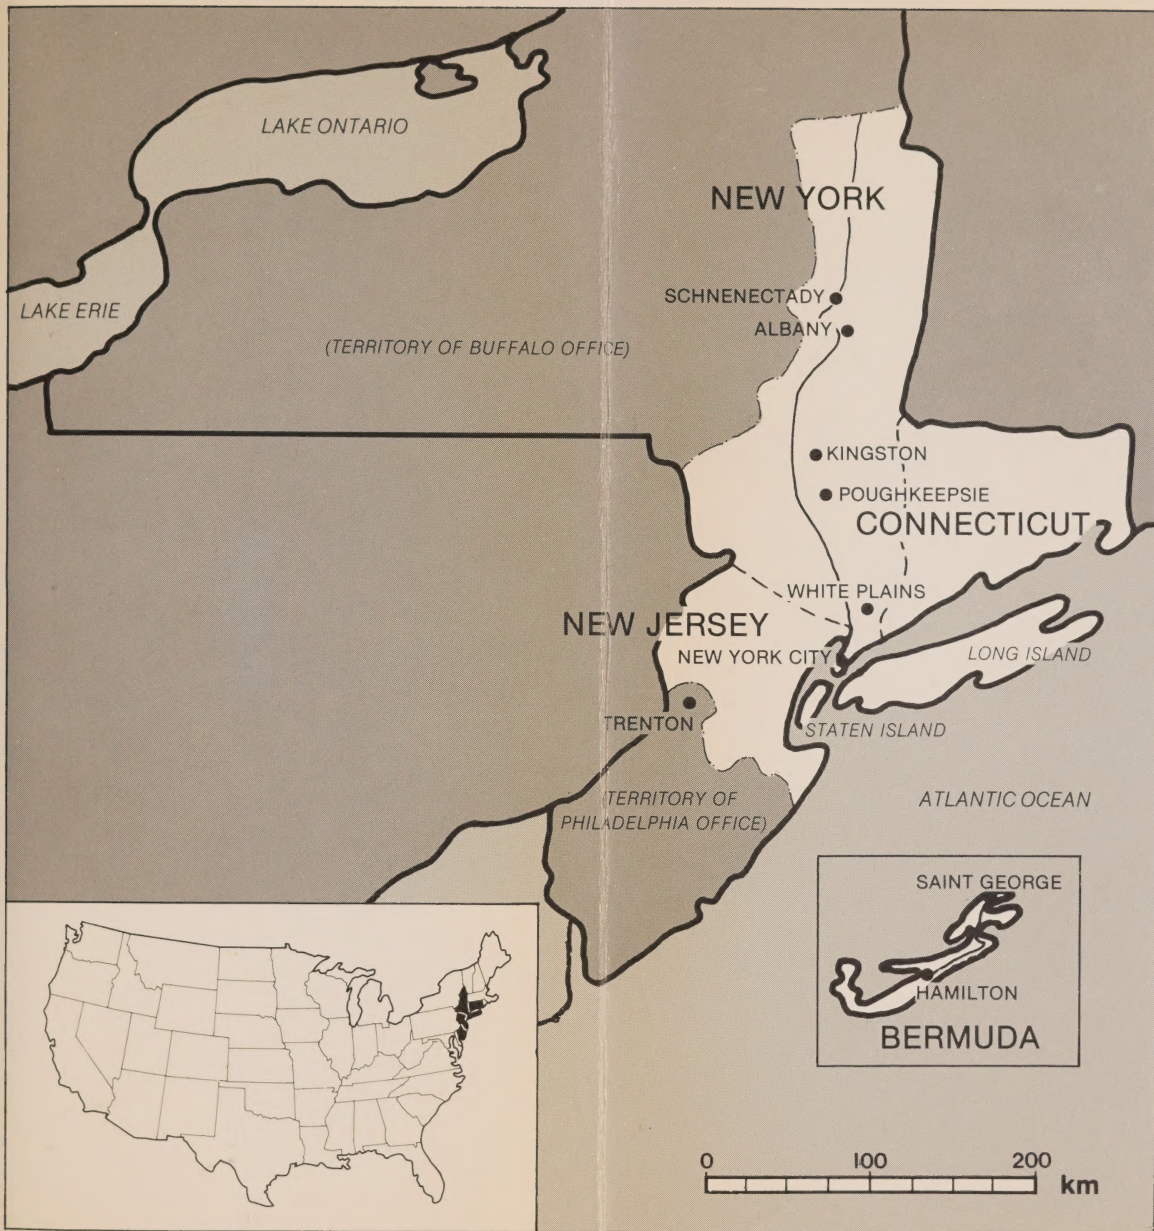 LAKE ONTARIO
NEW YORK
SCHNENECTADY
LAKE ERIE
ALBANY
(TERRITORY OF BUFFALO OFFICE)
KINGSTON
POUGHKEEPSIE
CONNECTICUT
WHITE PLAINS
NEW JERSEY
NEW YORK CITY
LONG ISLAND
TRENTON
STATEN ISLAND
(TERRITORY OF
PHILADELPHIA OFFICE)
ATLANTIC OCEAN
SAINT GEORGE
HAMILTON
BERMUDA
0 100 200
km